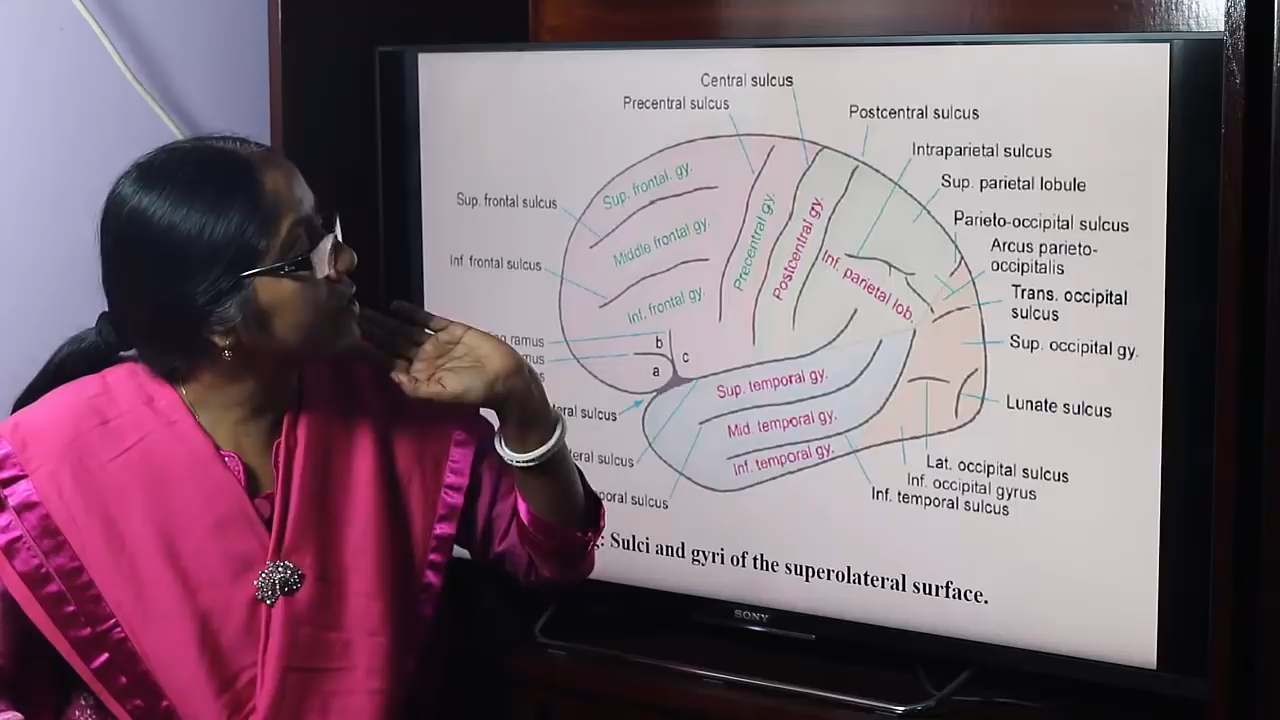 Central sulcus
Precentral sulcus
Postcentral sulcus
Intraparietal sulcus
Sup. parietal lobule
Parieto-occipital sulcus
Arcus parieto-
occipitalis
Trans. occipital
sulcus
Sup. occipital gy.
Lunate sulcus
Lat. occipital sulcus
Inf. occipital gyrus
Inf. temporal sulcus
Sup. frontal sulcus
Inf. frontal sulcus
ramus
sulcus
sulcus
sulcus
Sup. frontal. gy.
Middle frontal gy.
Inf. frontal gy.
Precentral gy.
Postcentral gy.
Inf. parietal lob.
b
c
a
Sup. temporal gy.
Mid. temporal gy.
Inf. temporal gy.
: Sulci and gyri of the superolateral surface.
SONY